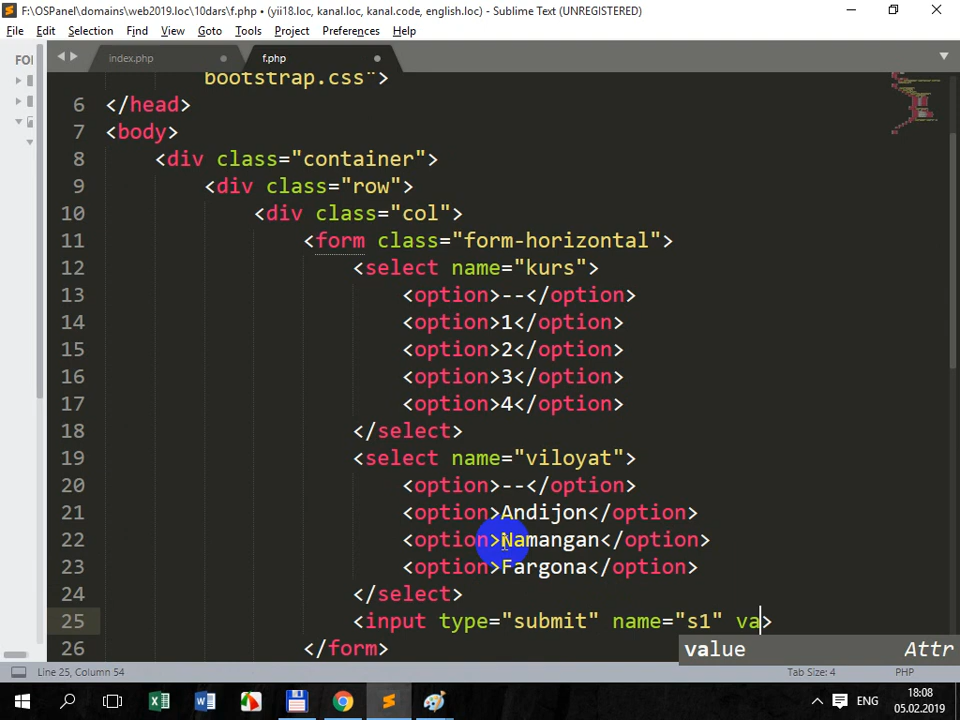 F:\OSPanel\domains\web2019.loc\10dars\f.php • (yii18.loc, kanal.loc, kanal.code, english.loc) - Sublime Text (UNREGISTERED)
File Edit Selection Find View Goto Tools Project Preferences Help
FOI
index.php
f.php
bootstrap.css">
6 </head>
7 <body>
8 <div class="container">
9 <div class="row">
10 <div class="col">
11 <form class="form-horizontal">
12 <select name="kurs">
13 <option>--</option>
14 <option>1</option>
15 <option>2</option>
16 <option>3</option>
17 <option>4</option>
18 </select>
19 <select name="viloyat">
20 <option>--</option>
21 <option>Andijon</option>
22 <option>Namangan</option>
23 <option>Fargona</option>
24 </select>
25 <input type="submit" name="s1" va>
26 </form>
value Attr
Line 25, Column 54
Tab Size: 4
PHP
ENG
18:08
05.02.2019